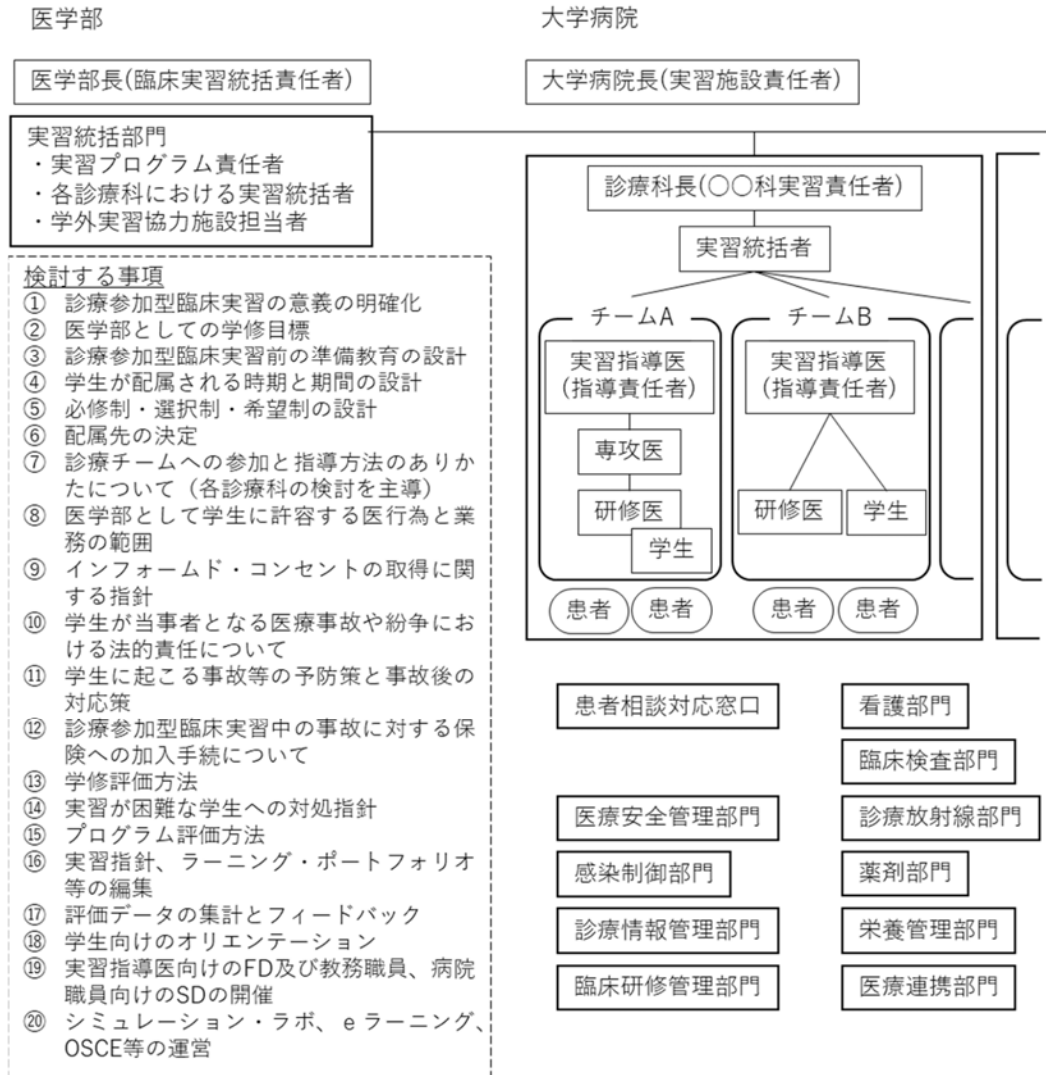 医学部
医学部長(臨床実習統括責任者)
実習統括部門
・実習プログラム責任者
・各診療科における実習統括者
・学外実習協力施設担当者
検討する事項
① 診療参加型臨床実習の意義の明確化
② 医学部としての学修目標
③ 診療参加型臨床実習前の準備教育の設計
④ 学生が配属される時期と期間の設計
⑤ 必修制・選択制・希望制の設計
⑥ 配属先の決定
⑦ 診療チームへの参加と指導方法のありか
たについて（各診療科の検討を主導）
⑧ 医学部として学生に許容する医行為と業
務の範囲
⑨ インフォームド・コンセントの取得に関
する指針
⑩ 学生が当事者となる医療事故や紛争にお
ける法的責任について
⑪ 学生に起こる事故等の予防策と事故後の
対応策
⑫ 診療参加型臨床実習中の事故に対する保
険への加入手続について
⑬ 学修評価方法
⑭ 実習が困難な学生への対処指針
⑮ プログラム評価方法
⑯ 実習指針、ラーニング・ポートフォリオ
等の編集
⑰ 評価データの集計とフィードバック
⑱ 学生向けのオリエンテーション
⑲ 実習指導医向けのFD及び教務職員、病院
職員向けのSDの開催
⑳ シミュレーション・ラボ、eラーニング、
OSCE等の運営
大学病院
大学病院長(実習施設責任者)
診療科長(○○科実習責任者)
実習統括者
チームA
実習指導医
(指導責任者)
専攻医
研修医
学生
患者
患者
チームB
実習指導医
(指導責任者)
研修医
学生
患者
患者
患者相談対応窓口
看護部門
臨床検査部門
医療安全管理部門
診療放射線部門
感染制御部門
薬剤部門
診療情報管理部門
栄養管理部門
臨床研修管理部門
医療連携部門